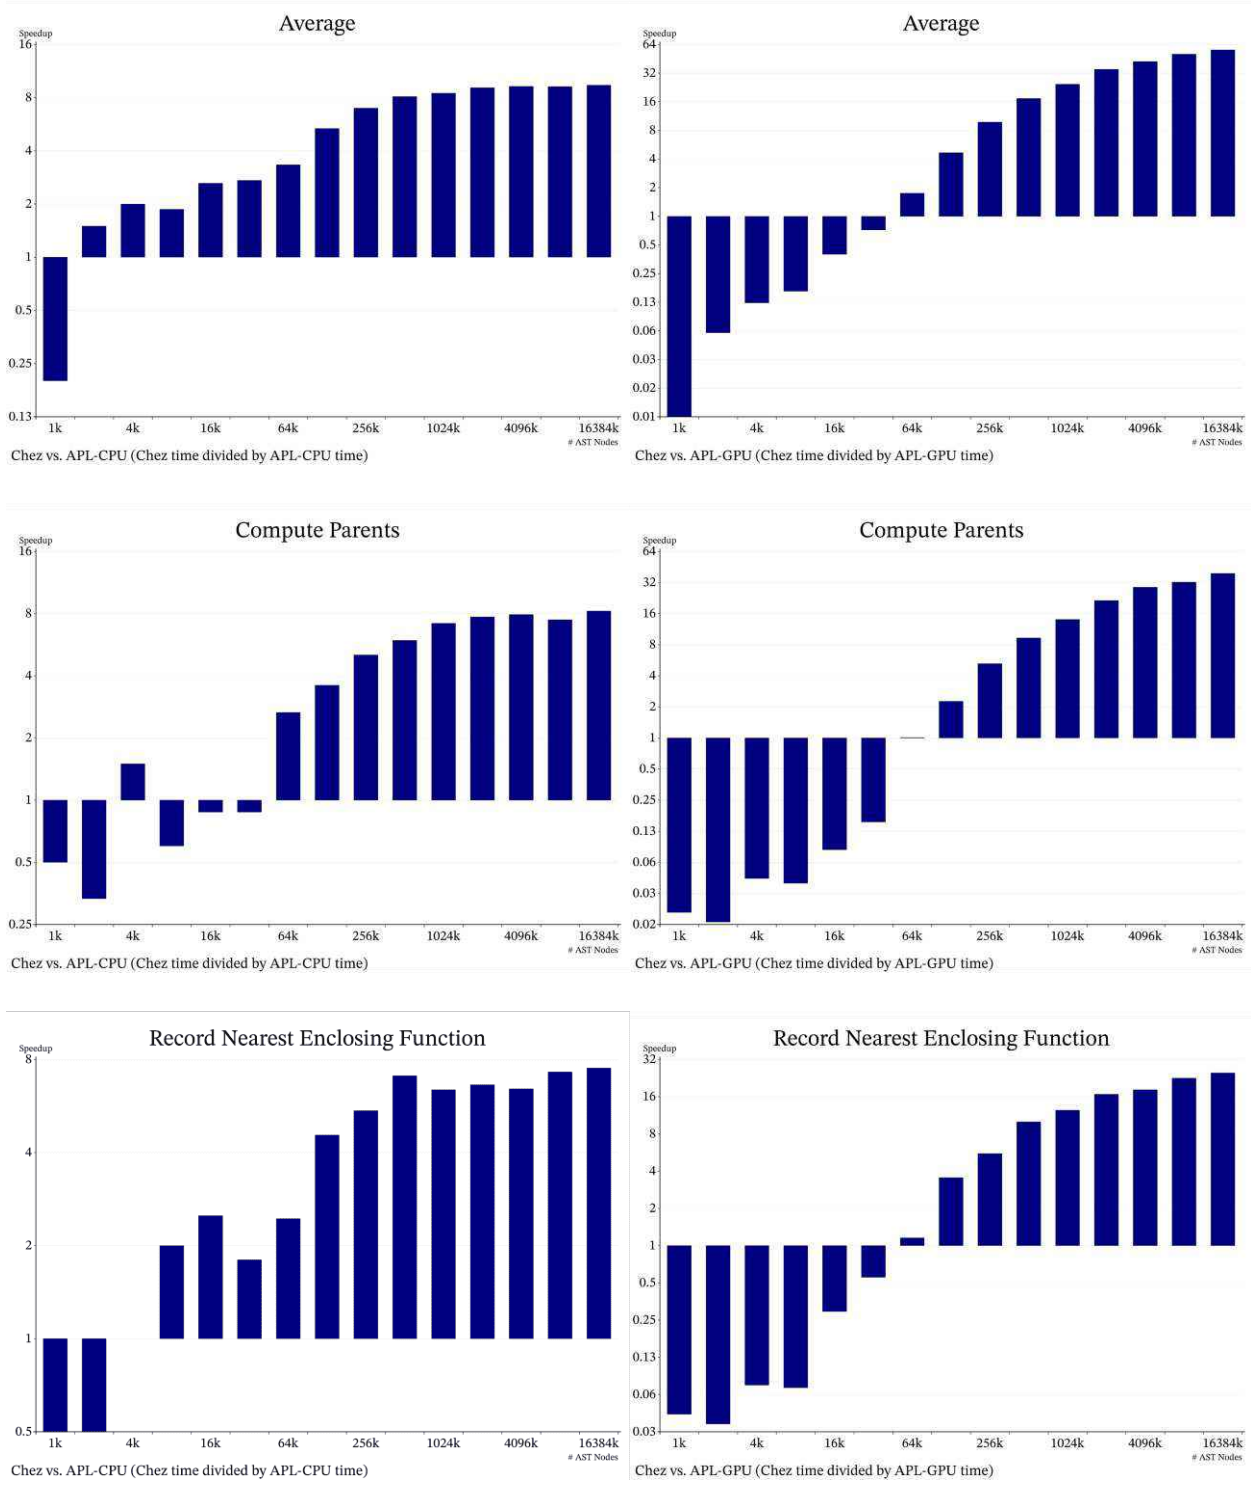 Average
Speedup
16
8
4
2
1
0.5
0.25
0.13
1k 4k 16k 64k 256k 1024k 4096k 16384k
# AST Nodes
Chez vs. APL-CPU (Chez time divided by APL-CPU time)
Average
Speedup
64
32
16
8
4
2
1
0.5
0.25
0.13
0.06
0.03
0.02
0.01
1k 4k 16k 64k 256k 1024k 4096k 16384k
# AST Nodes
Chez vs. APL-GPU (Chez time divided by APL-GPU time)
Compute Parents
Speedup
16
8
4
2
1
0.5
0.25
1k 4k 16k 64k 256k 1024k 4096k 16384k
# AST Nodes
Chez vs. APL-CPU (Chez time divided by APL-CPU time)
Compute Parents
Speedup
64
32
16
8
4
2
1
0.5
0.25
0.13
0.06
0.03
0.02
1k 4k 16k 64k 256k 1024k 4096k 16384k
# AST Nodes
Chez vs. APL-GPU (Chez time divided by APL-GPU time)
Record Nearest Enclosing Function
Speedup
8
4
2
1
0.5
1k 4k 16k 64k 256k 1024k 4096k 16384k
# AST Nodes
Chez vs. APL-CPU (Chez time divided by APL-CPU time)
Record Nearest Enclosing Function
Speedup
32
16
8
4
2
1
0.5
0.25
0.13
0.06
0.03
1k 4k 16k 64k 256k 1024k 4096k 16384k
# AST Nodes
Chez vs. APL-GPU (Chez time divided by APL-GPU time)